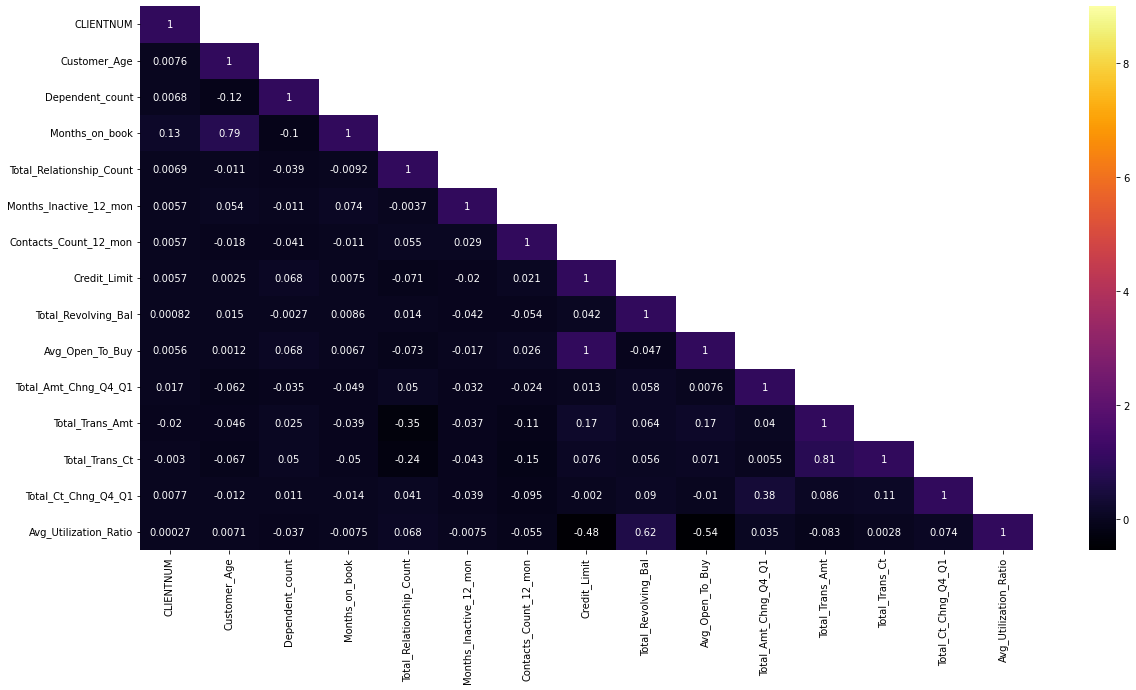 CLIENTNUM 1
Customer_Age 0.0076 1
Dependent_count 0.0068 -0.12 1
Months_on_book 0.13 0.79 -0.1 1
Total_Relationship_Count 0.0069 -0.011 -0.039 -0.0092 1
Months_Inactive_12_mon 0.0057 0.054 -0.011 0.074 -0.0037 1
Contacts_Count_12_mon 0.0057 -0.018 -0.041 -0.011 0.055 0.029 1
Credit_Limit 0.0057 0.0025 0.068 0.0075 -0.071 -0.02 0.021 1
Total_Revolving_Bal 0.00082 0.015 -0.0027 0.0086 0.014 -0.042 -0.054 0.042 1
Avg_Open_To_Buy 0.0056 0.0012 0.068 0.0067 -0.073 -0.017 0.026 1 -0.047 1
Total_Amt_Chng_Q4_Q1 0.017 -0.062 -0.035 -0.049 0.05 -0.032 -0.024 0.013 0.058 0.0076 1
Total_Trans_Amt -0.02 -0.046 0.025 -0.039 -0.35 -0.037 -0.11 0.17 0.064 0.17 0.04 1
Total_Trans_Ct -0.003 -0.067 0.05 -0.05 -0.24 -0.043 -0.15 0.076 0.056 0.071 0.0055 0.81 1
Total_Ct_Chng_Q4_Q1 0.0077 -0.012 0.011 -0.014 0.041 -0.039 -0.095 -0.002 0.09 -0.01 0.38 0.086 0.11 1
Avg_Utilization_Ratio 0.00027 0.0071 -0.037 -0.0075 0.068 -0.0075 -0.055 -0.48 0.62 -0.54 0.035 -0.083 0.0028 0.074 1
CLIENTNUM
Customer_Age
Dependent_count
Months_on_book
Total_Relationship_Count
Months_Inactive_12_mon
Contacts_Count_12_mon
Credit_Limit
Total_Revolving_Bal
Avg_Open_To_Buy
Total_Amt_Chng_Q4_Q1
Total_Trans_Amt
Total_Trans_Ct
Total_Ct_Chng_Q4_Q1
Avg_Utilization_Ratio
8
6
4
2
0